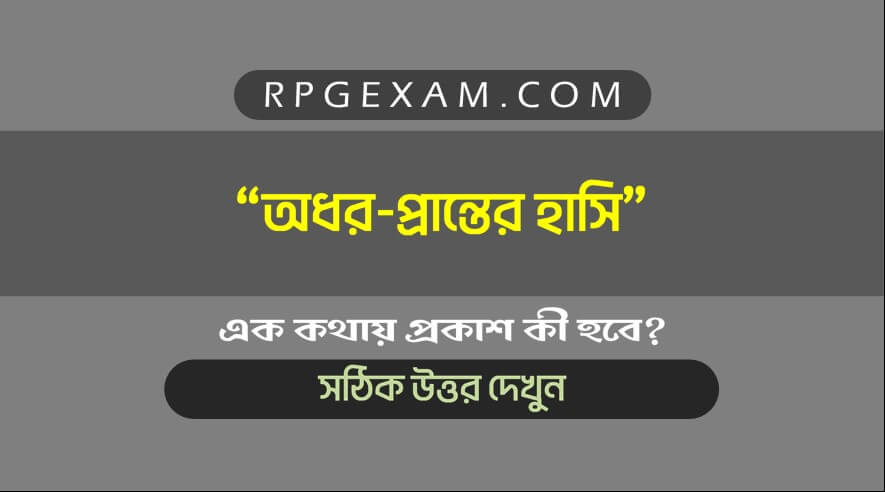 RPGEXAM.COM
“অধর-প্রান্তের হাসি”
এক কথায় প্রকাশ কী হবে?
সঠিক উত্তর দেখুন